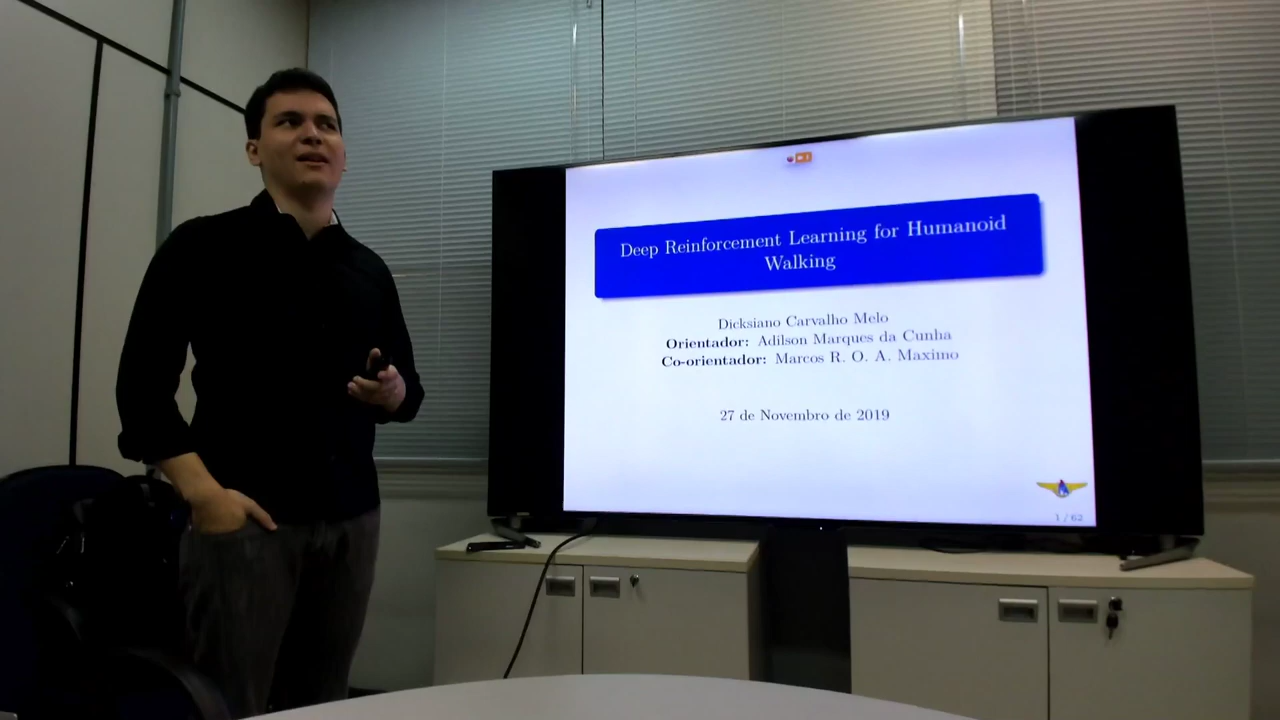 Deep Reinforcement Learning for Humanoid
Walking
Dicksiano Carvalho Melo
Orientador: Adilson Marques da Cunha
Co-orientador: Marcos R. O. A. Maximo
27 de Novembro de 2019
1 / 62